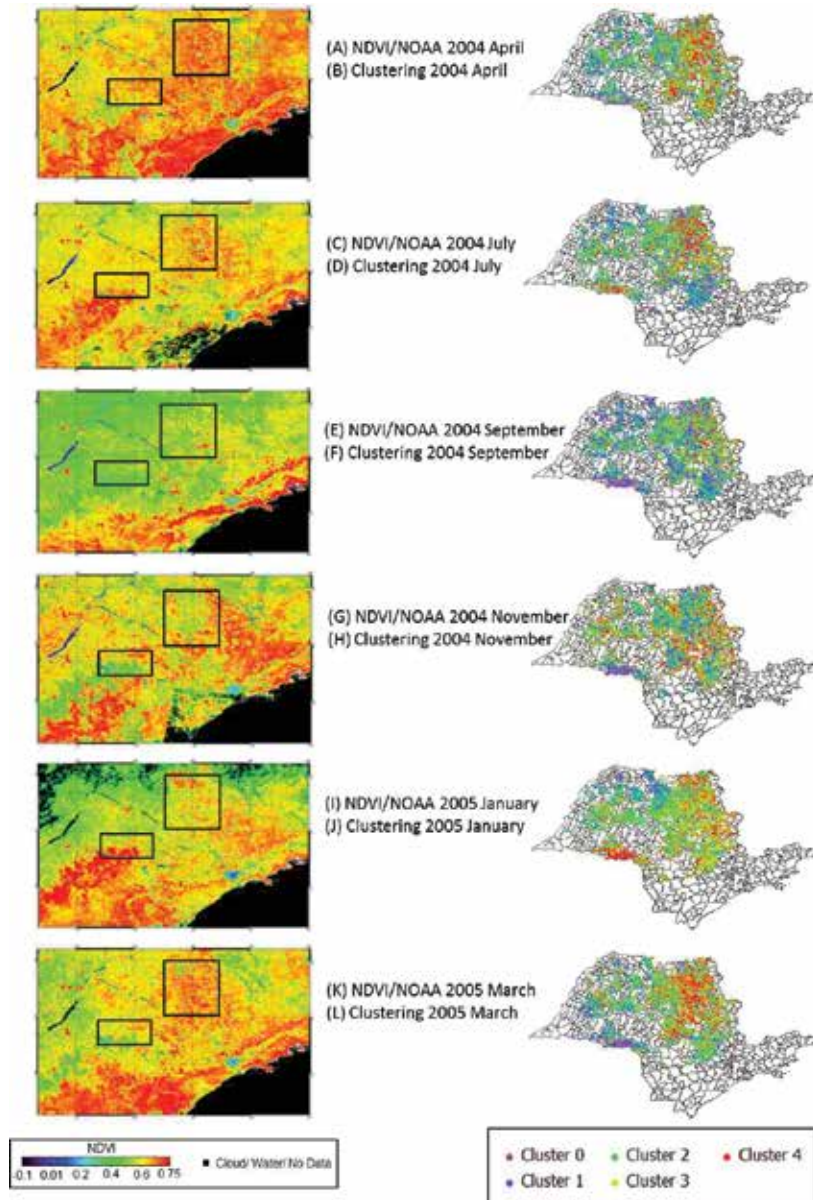 (A) NDVI/NOAA 2004 April
(B) Clustering 2004 April
(C) NDVI/NOAA 2004 July
(D) Clustering 2004 July
(E) NDVI/NOAA 2004 September
(F) Clustering 2004 September
(G) NDVI/NOAA 2004 November
(H) Clustering 2004 November
(I) NDVI/NOAA 2005 January
(J) Clustering 2005 January
(K) NDVI/NOAA 2005 March
(L) Clustering 2005 March
NDVI
-0.1 0.01 0.2 0.4 0.6 0.75
Cloud/Water/No Data
Cluster 0 Cluster 2 Cluster 4
Cluster 1 Cluster 3